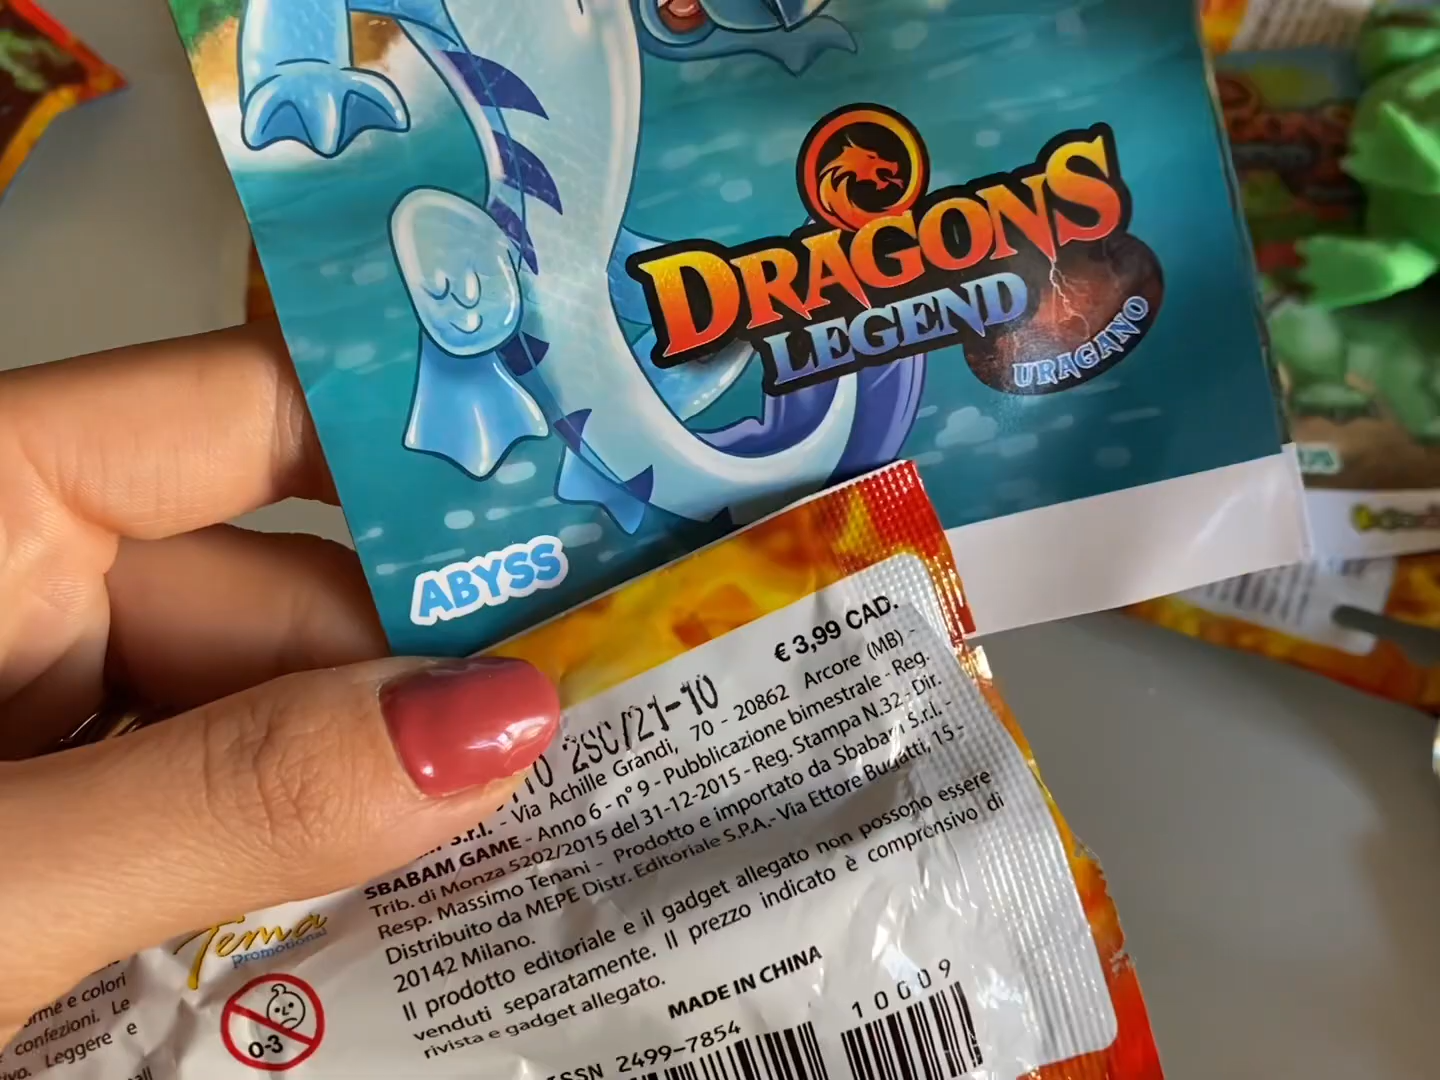 DRAGONS
LEGEND
URAGANO
ABYSS
€ 3,99 CAD.
10 2SC/21-10
S.r.l. - Via Achille Grandi, 70 - 20862 Arcore (MB) -
SBABAM GAME - Anno 6 - n° 9 - Pubblicazione bimestrale - Reg.
Trib. di Monza 5202/2015 del 31-12-2015 - Reg. Stampa N.32 - Dir.
Resp. Massimo Tenani - Prodotto e importato da Sbabam S.r.l. -
Distribuito da MEPE Distr. Editoriale S.P.A.- Via Ettore Bugatti, 15 -
20142 Milano.
Il prodotto editoriale e il gadget allegato non possono essere
venduti separatamente. Il prezzo indicato è comprensivo di
rivista e gadget allegato.
MADE IN CHINA
ISSN 2499-7854
10009
Tema
promotional
0-3
e colori
confezioni. Le
Leggere e